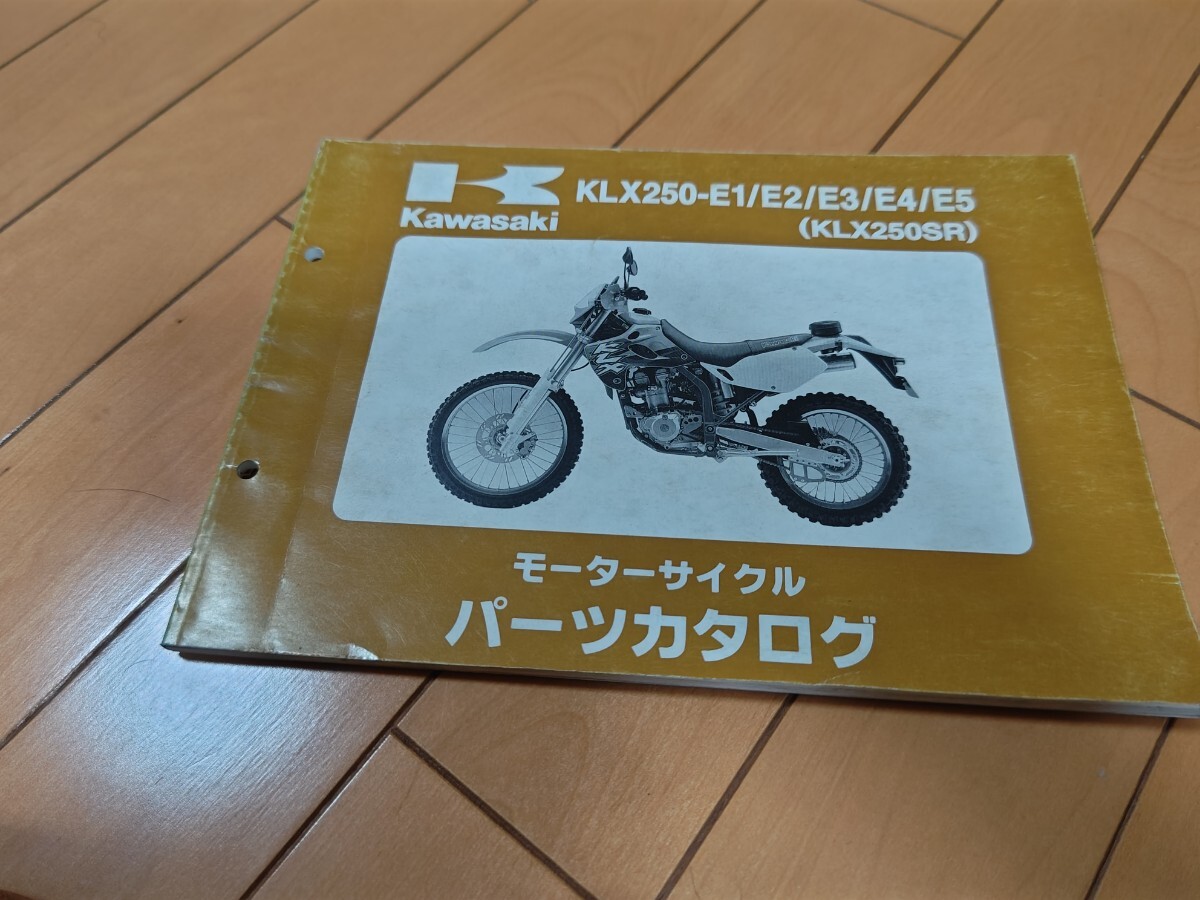 KLX250-E1/E2/E3/E4/E5
Kawasaki
(KLX250SR)
モーターサイクル
パーツカタログ